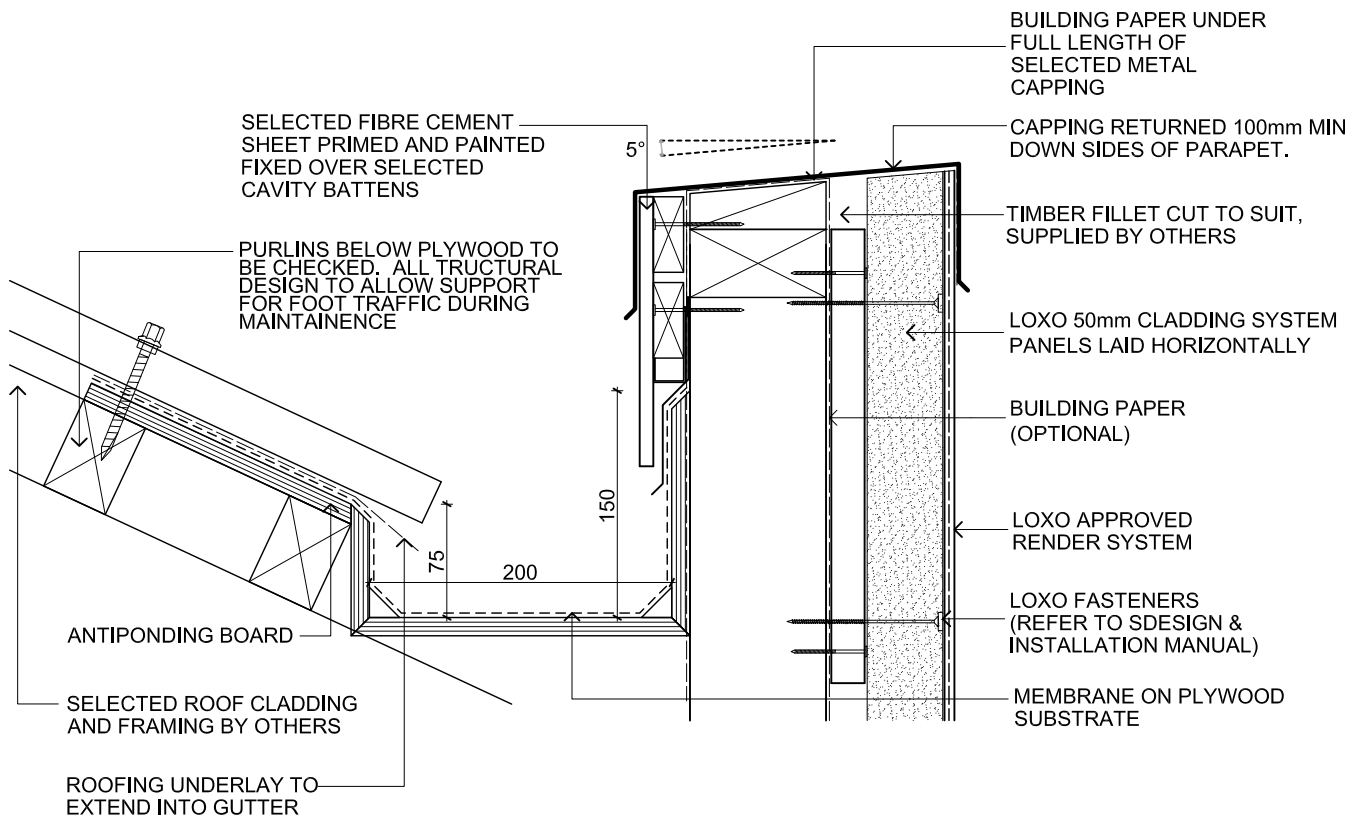 BUILDING PAPER UNDER
FULL LENGTH OF
SELECTED METAL
CAPPING
SELECTED FIBRE CEMENT
SHEET PRIMED AND PAINTED
FIXED OVER SELECTED
CAVITY BATTENS
5°
CAPPING RETURNED 100mm MIN
DOWN SIDES OF PARAPET.
TIMBER FILLET CUT TO SUIT,
SUPPLIED BY OTHERS
PURLINS BELOW PLYWOOD TO
BE CHECKED. ALL TRUCTURAL
DESIGN TO ALLOW SUPPORT
FOR FOOT TRAFFIC DURING
MAINTAINENCE
LOXO 50mm CLADDING SYSTEM
PANELS LAID HORIZONTALLY
BUILDING PAPER
(OPTIONAL)
150
75
200
LOXO APPROVED
RENDER SYSTEM
LOXO FASTENERS
(REFER TO SDESIGN &
INSTALLATION MANUAL)
ANTIPONDING BOARD
MEMBRANE ON PLYWOOD
SUBSTRATE
SELECTED ROOF CLADDING
AND FRAMING BY OTHERS
ROOFING UNDERLAY TO
EXTEND INTO GUTTER